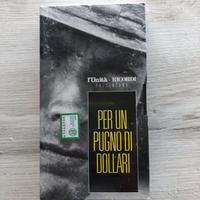 l'Unità - RICORDI
PRESENTANO
PER UN
PUGNO DI
DOLLARI